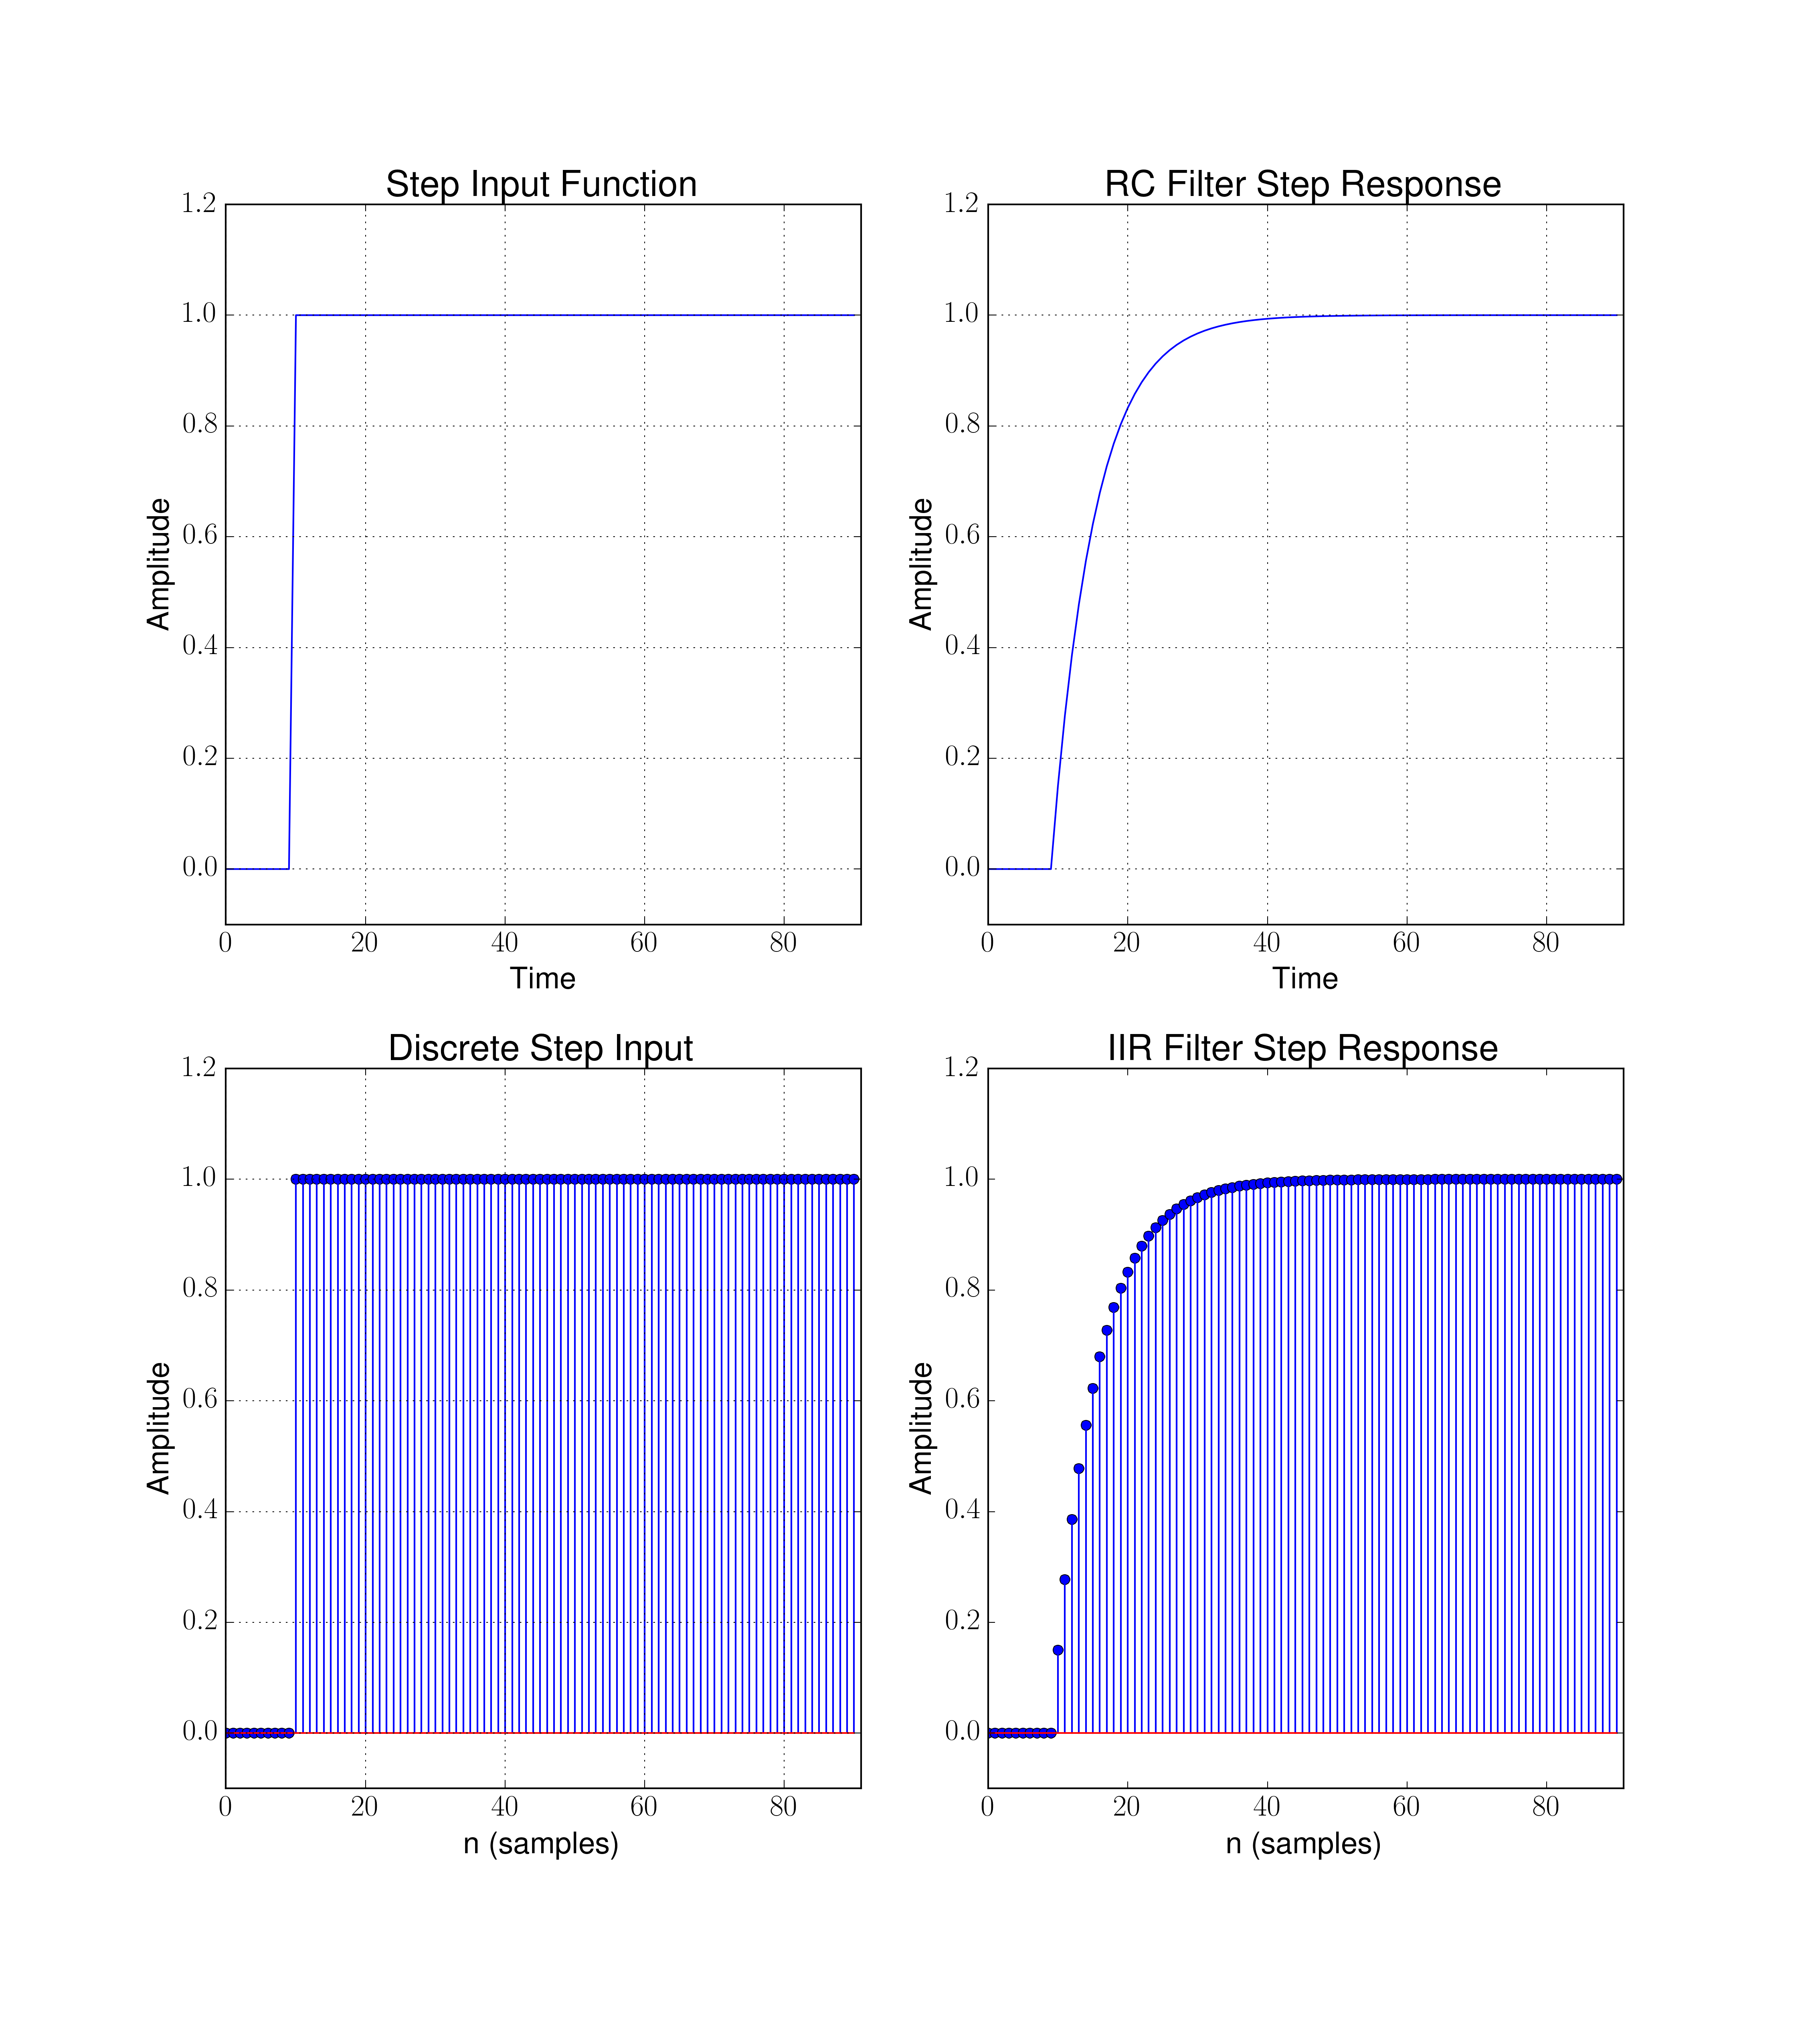 Step Input Function
1.2
1.0
0.8
0.6
0.4
0.2
0.0
Amplitude
0 20 40 60 80
Time
RC Filter Step Response
1.2
1.0
0.8
0.6
0.4
0.2
0.0
Amplitude
0 20 40 60 80
Time
Discrete Step Input
1.2
1.0
0.8
0.6
0.4
0.2
0.0
Amplitude
0 20 40 60 80
n (samples)
IIR Filter Step Response
1.2
1.0
0.8
0.6
0.4
0.2
0.0
Amplitude
0 20 40 60 80
n (samples)